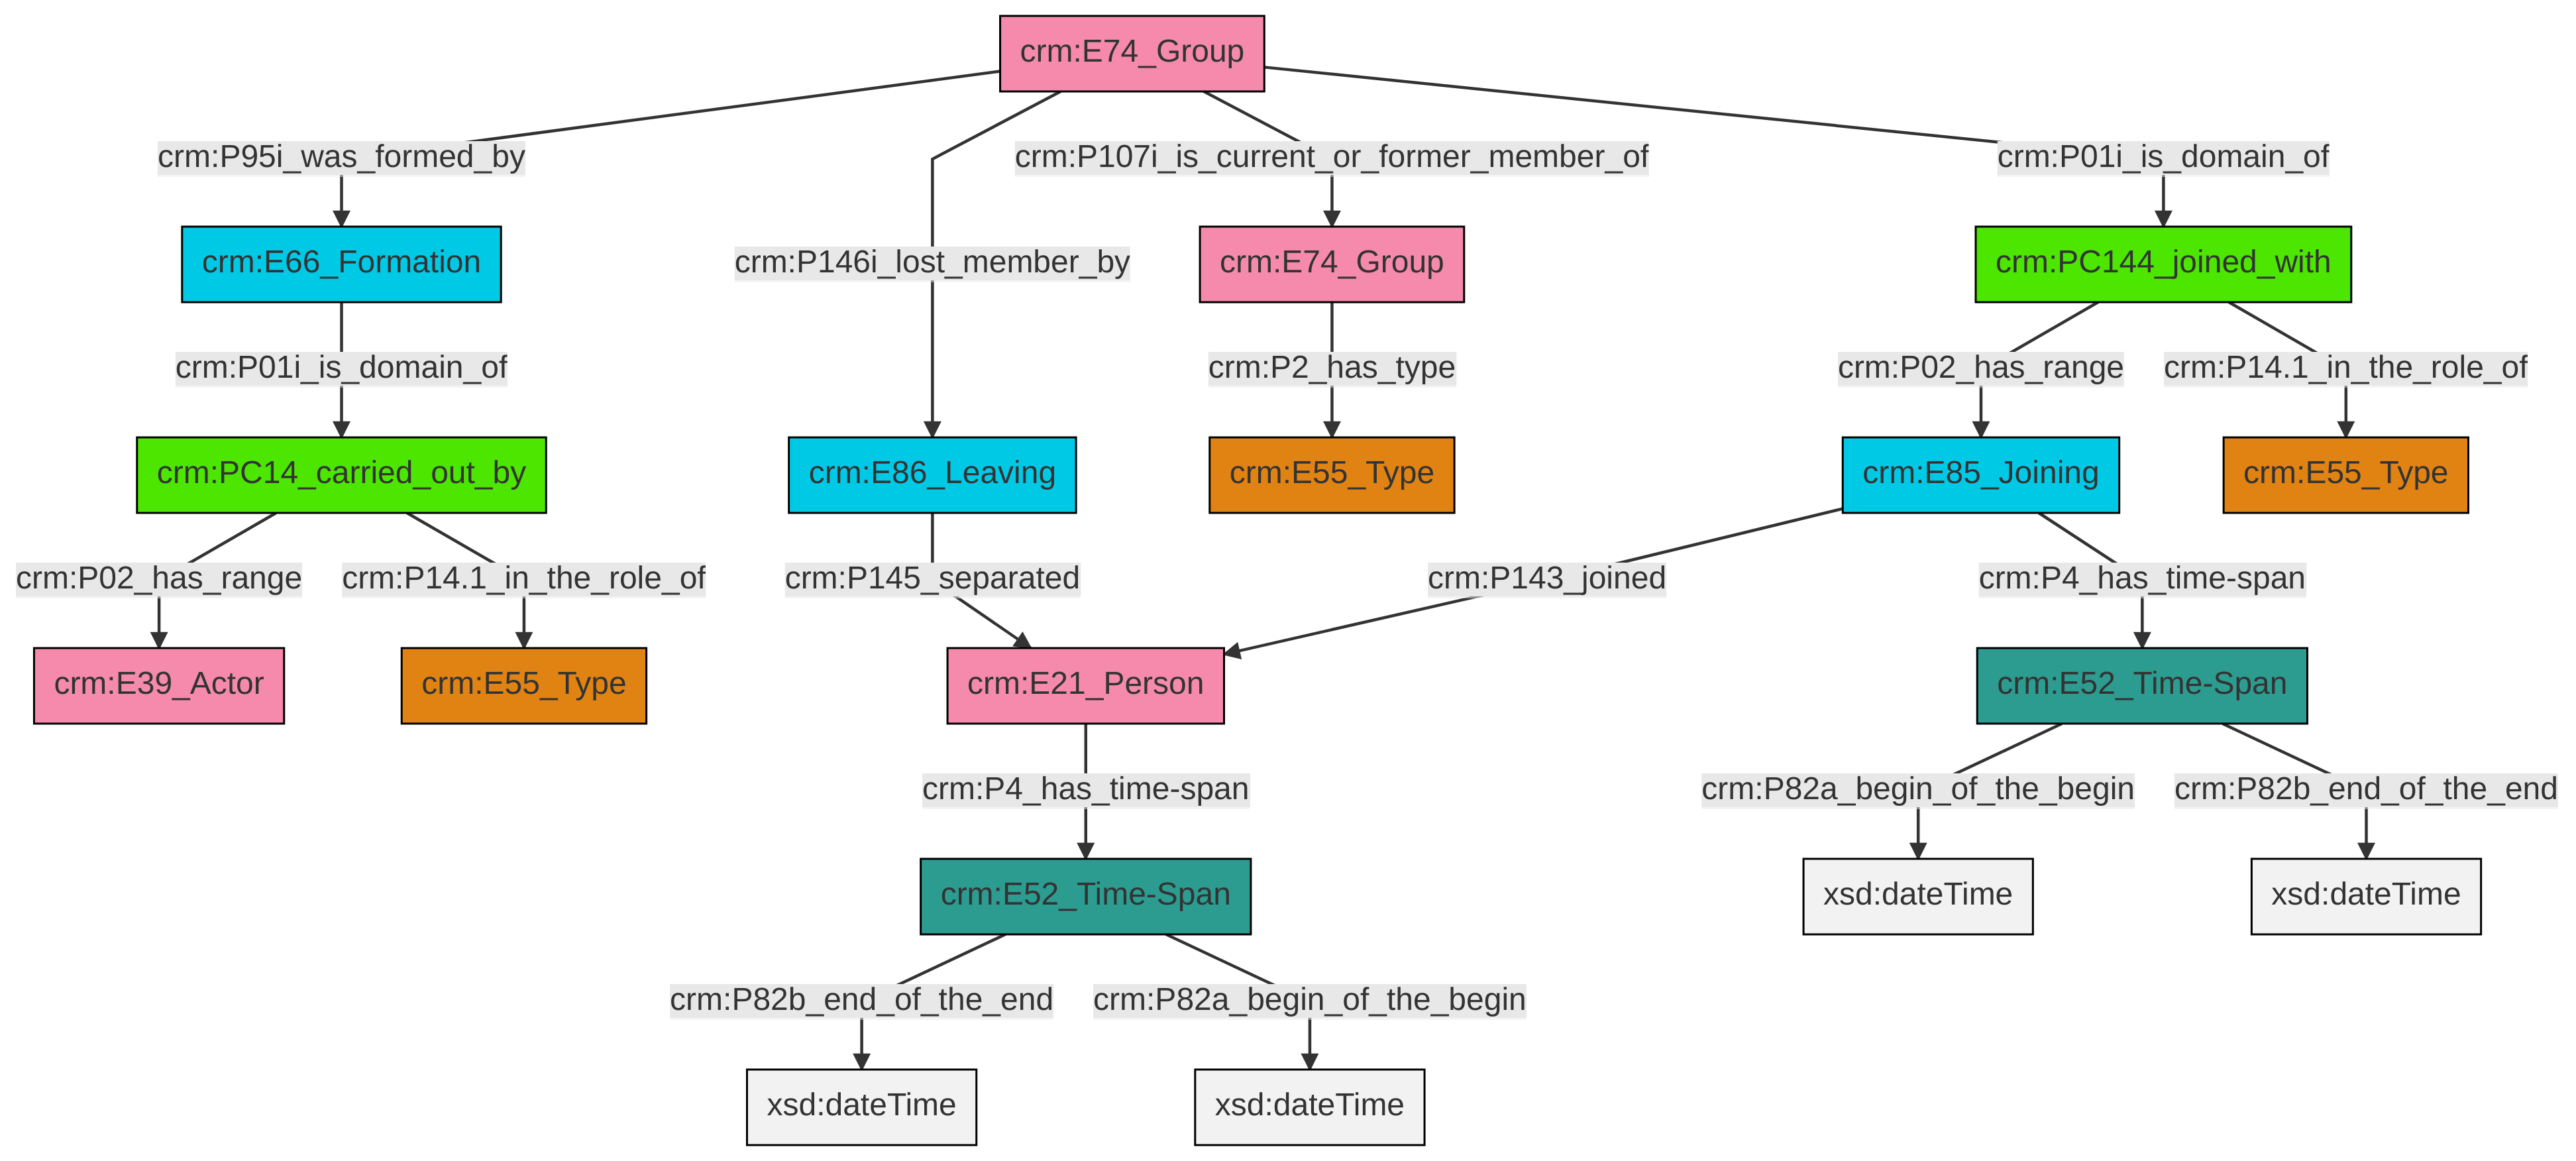 crm:E74_Group
crm:P95i_was_formed_by
crm:P107i_is_current_or_former_member_of
crm:P01i_is_domain_of
crm:E66_Formation
crm:P146i_lost_member_by
crm:E74_Group
crm:PC144_joined_with
crm:P01i_is_domain_of
crm:P2_has_type
crm:P02_has_range
crm:P14.1_in_the_role_of
crm:PC14_carried_out_by
crm:E86_Leaving
crm:E55_Type
crm:E85_Joining
crm:E55_Type
crm:P02_has_range
crm:P14.1_in_the_role_of
crm:P145_separated
crm:P143_joined
crm:P4_has_time-span
crm:E39_Actor
crm:E55_Type
crm:E21_Person
crm:E52_Time-Span
crm:P4_has_time-span
crm:P82a_begin_of_the_begin
crm:P82b_end_of_the_end
crm:E52_Time-Span
xsd:dateTime
xsd:dateTime
crm:P82b_end_of_the_end
crm:P82a_begin_of_the_begin
xsd:dateTime
xsd:dateTime